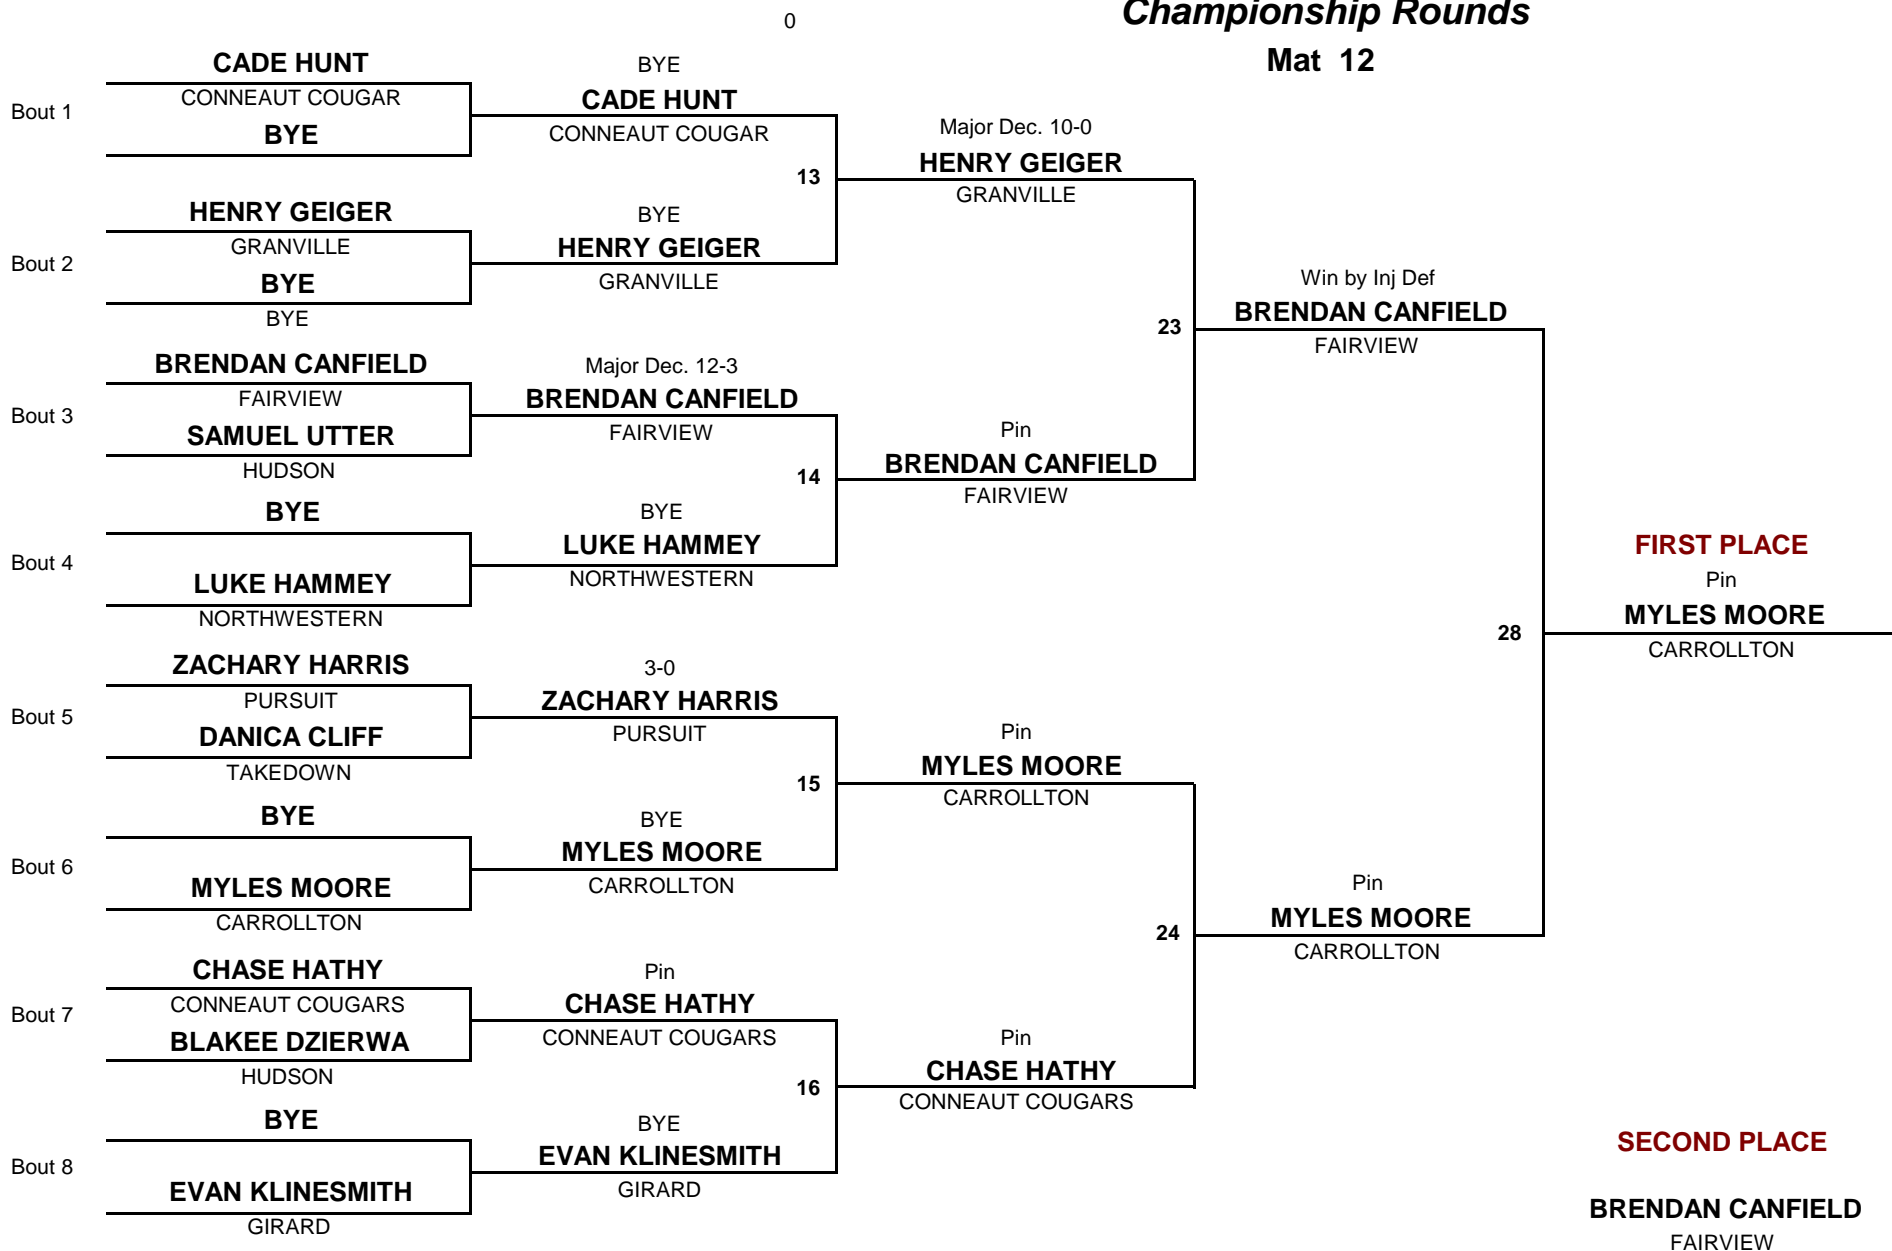 Championship Rounds
0
Mat 12
CADE HUNT
CONNEAUT COUGAR
Bout 1
BYE
HENRY GEIGER
GRANVILLE
Bout 2
BYE
BYE
BRENDAN CANFIELD
FAIRVIEW
Bout 3
SAMUEL UTTER
HUDSON
BYE
Bout 4
LUKE HAMMEY
NORTHWESTERN
ZACHARY HARRIS
PURSUIT
Bout 5
DANICA CLIFF
TAKEDOWN
BYE
Bout 6
MYLES MOORE
CARROLLTON
CHASE HATHY
CONNEAUT COUGARS
Bout 7
BLAKEE DZIERWA
HUDSON
BYE
Bout 8
EVAN KLINESMITH
GIRARD
BYE
CADE HUNT
CONNEAUT COUGAR
13
BYE
HENRY GEIGER
GRANVILLE
Major Dec. 12-3
BRENDAN CANFIELD
FAIRVIEW
14
BYE
LUKE HAMMEY
NORTHWESTERN
3-0
ZACHARY HARRIS
PURSUIT
15
BYE
MYLES MOORE
CARROLLTON
Pin
CHASE HATHY
CONNEAUT COUGARS
16
BYE
EVAN KLINESMITH
GIRARD
Major Dec. 10-0
HENRY GEIGER
GRANVILLE
23
Pin
BRENDAN CANFIELD
FAIRVIEW
Pin
MYLES MOORE
CARROLLTON
24
Pin
CHASE HATHY
CONNEAUT COUGARS
Win by Inj Def
BRENDAN CANFIELD
FAIRVIEW
28
Pin
MYLES MOORE
CARROLLTON
FIRST PLACE
Pin
MYLES MOORE
CARROLLTON
SECOND PLACE
BRENDAN CANFIELD
FAIRVIEW